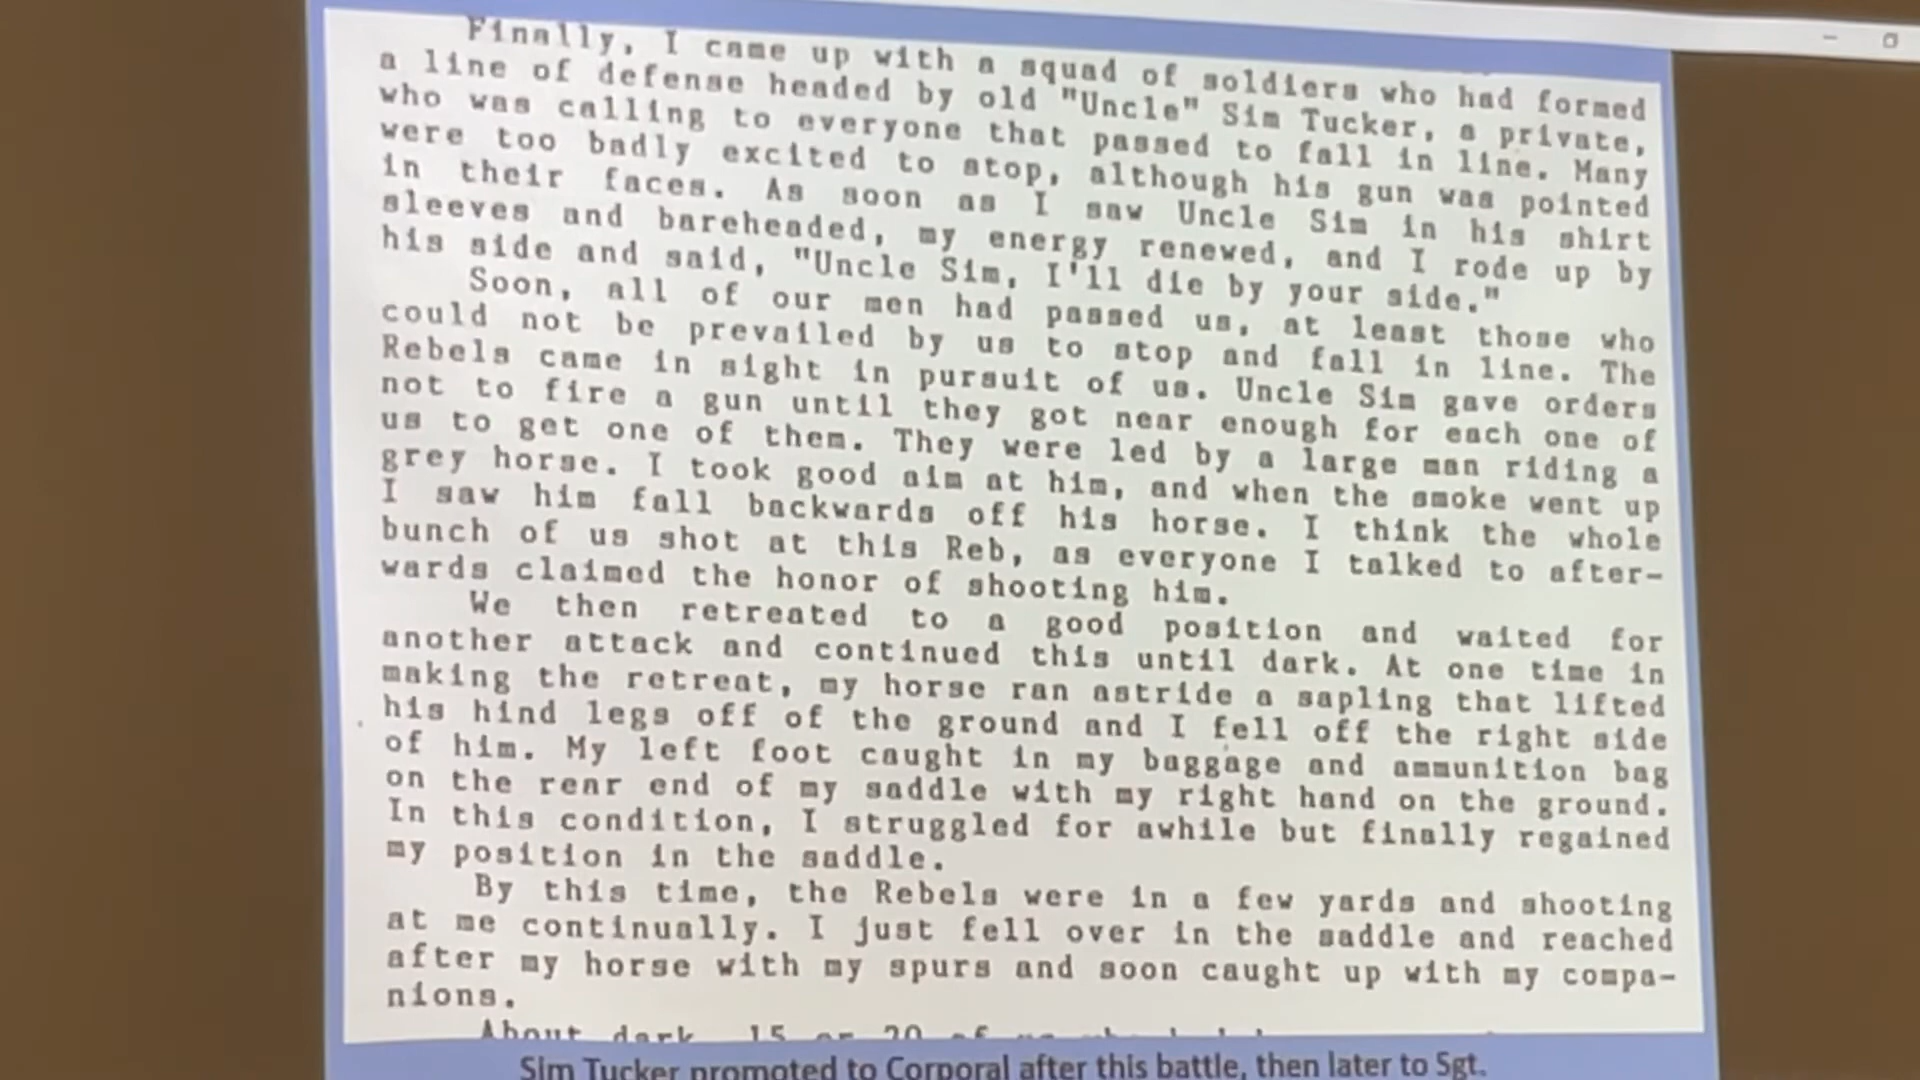 Finally, I came up with a squad of soldiers who had formed
a line of defense headed by old "Uncle" Sim Tucker, a private,
who was calling to everyone that passed to fall in line. Many
were too badly excited to stop, although his gun was pointed
in their faces. As soon as I saw Uncle Sim in his shirt
sleeves and bareheaded, my energy renewed, and I rode up by
his side and said, "Uncle Sim, I'll die by your side."
Soon, all of our men had passed us, at least those who
could not be prevailed by us to stop and fall in line. The
Rebels came in sight in pursuit of us. Uncle Sim gave orders
not to fire a gun until they got near enough for each one of
us to get one of them. They were led by a large man riding a
grey horse. I took good aim at him, and when the smoke went up
I saw him fall backwards off his horse. I think the whole
bunch of us shot at this Reb, as everyone I talked to after-
wards claimed the honor of shooting him.
We then retreated to a good position and waited for
another attack and continued this until dark. At one time in
making the retreat, my horse ran astride a sapling that lifted
his hind legs off of the ground and I fell off the right side
of him. My left foot caught in my baggage and ammunition bag
on the rear end of my saddle with my right hand on the ground.
In this condition, I struggled for awhile but finally regained
my position in the saddle.
By this time, the Rebels were in a few yards and shooting
at me continually. I just fell over in the saddle and reached
after my horse with my spurs and soon caught up with my compa-
nions.
About dark, 15 or 20 of
Sim Tucker promoted to Corporal after this battle, then later to Sgt.